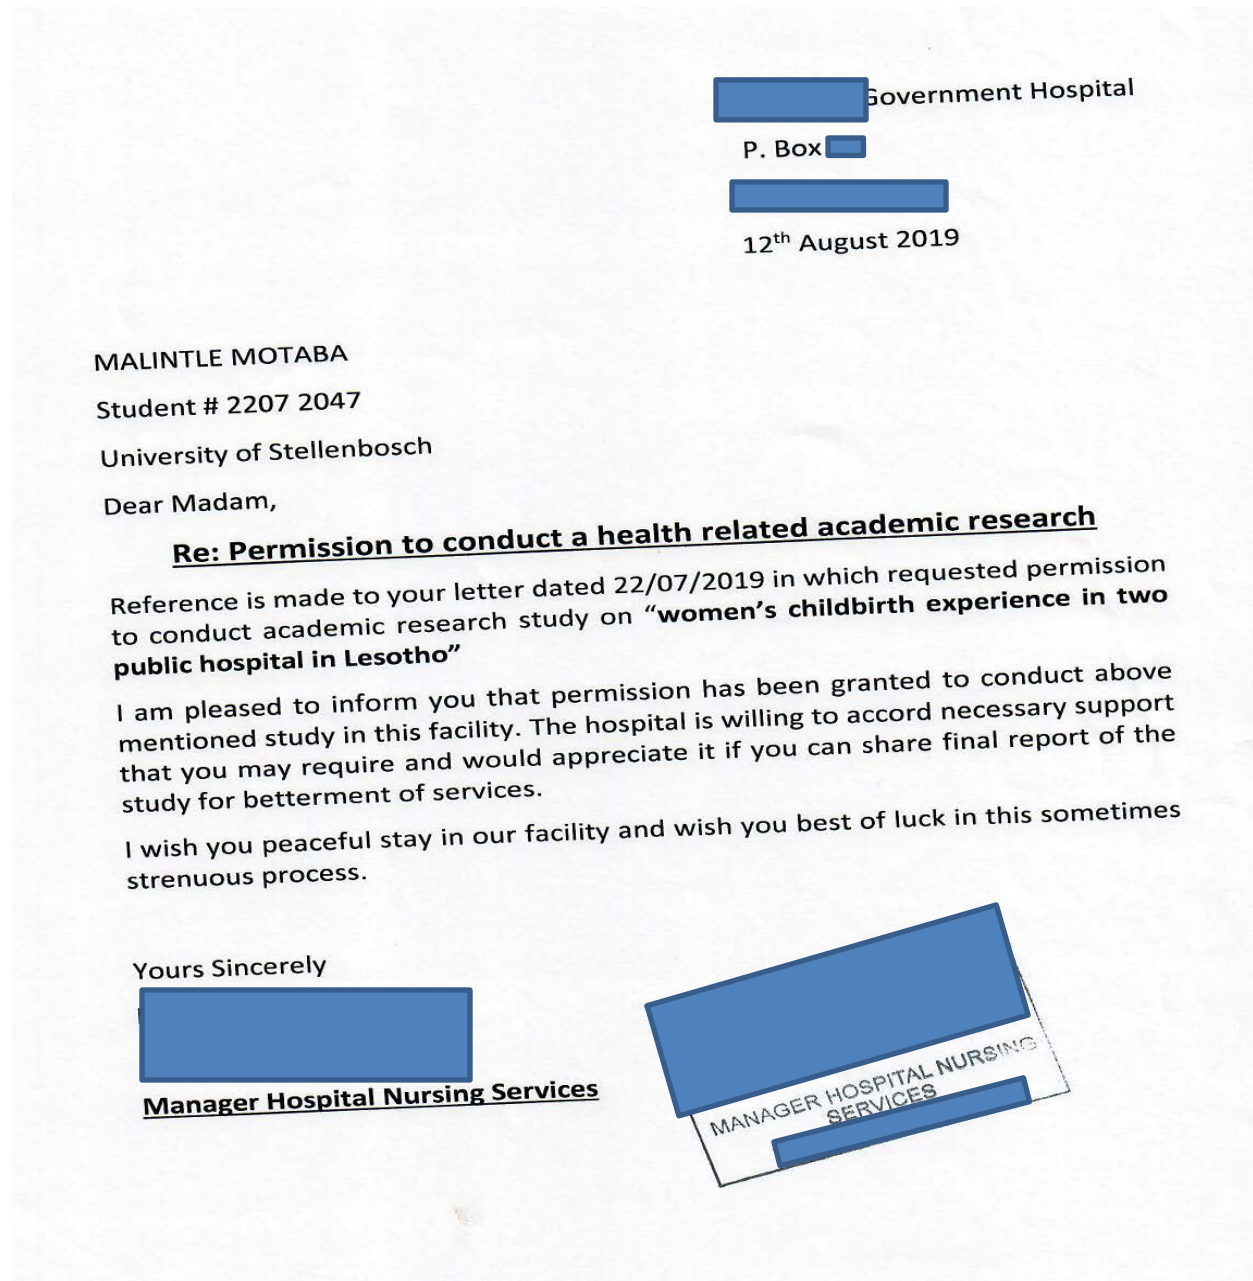 Government Hospital
P. Box
12th August 2019
MALINTLE MOTABA
Student # 2207 2047
University of Stellenbosch
Dear Madam,
Re: Permission to conduct a health related academic research
Reference is made to your letter dated 22/07/2019 in which requested permission
to conduct academic research study on “women’s childbirth experience in two
public hospital in Lesotho”
I am pleased to inform you that permission has been granted to conduct above
mentioned study in this facility. The hospital is willing to accord necessary support
that you may require and would appreciate it if you can share final report of the
study for betterment of services.
I wish you peaceful stay in our facility and wish you best of luck in this sometimes
strenuous process.
Yours Sincerely
Manager Hospital Nursing Services
MANAGER HOSPITAL NURSING
SERVICES